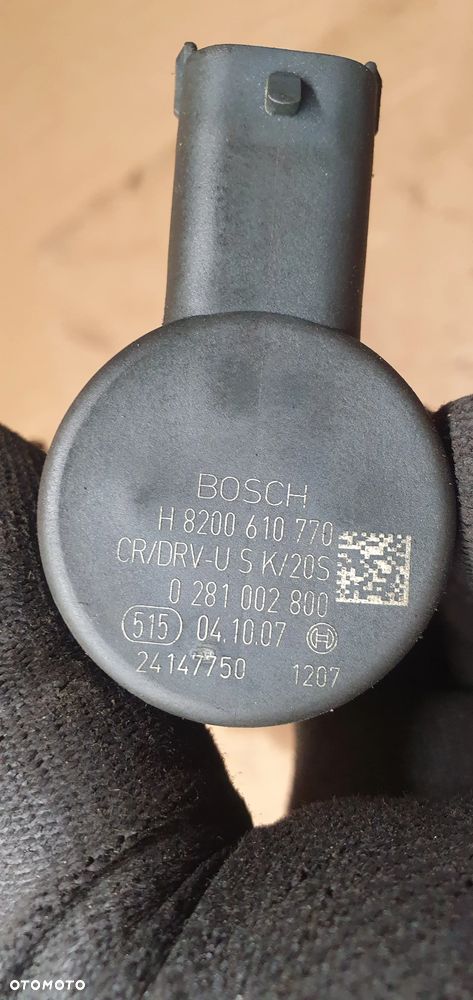 BOSCH
H 8200 610 770
CR/DRV-U S K/20S
0 281 002 800
515 04.10.07 H
24147750 1207
OTOMOTO